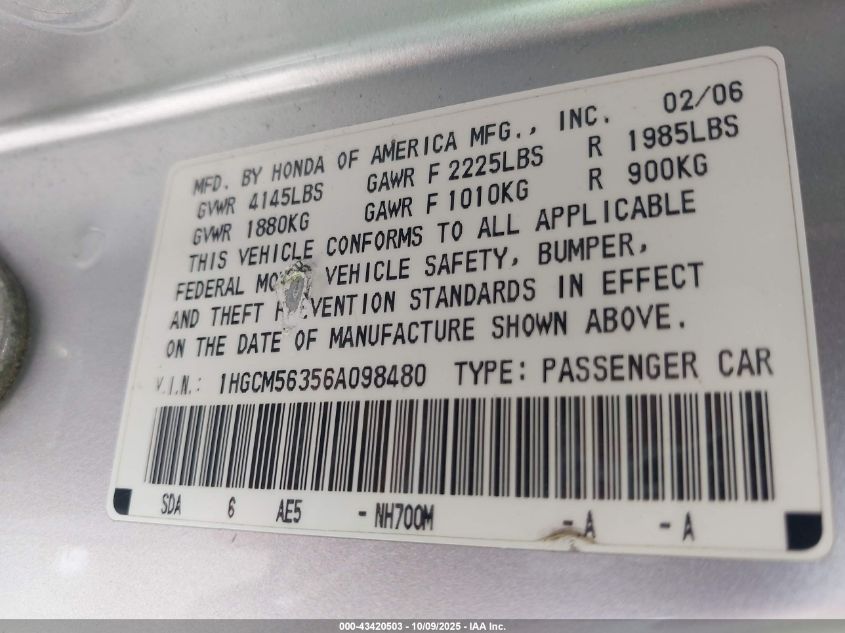 MFD. BY HONDA OF AMERICA MFG., INC. 02/06
GVWR 4145LBS GAWR F 2225LBS R 1985LBS
GVWR 1880KG GAWR F 1010KG R 900KG
THIS VEHICLE CONFORMS TO ALL APPLICABLE
FEDERAL VEHICLE SAFETY, BUMPER,
AND THEFT STANDARDS IN EFFECT
ON THE DATE OF MANUFACTURE SHOWN ABOVE.
V.I.N.: 1HGCM56356A098480 TYPE: PASSENGER CAR
SDA 6 AE5 - NH700M - A - A
000-43420503 - 10/09/2025 - IAA Inc.